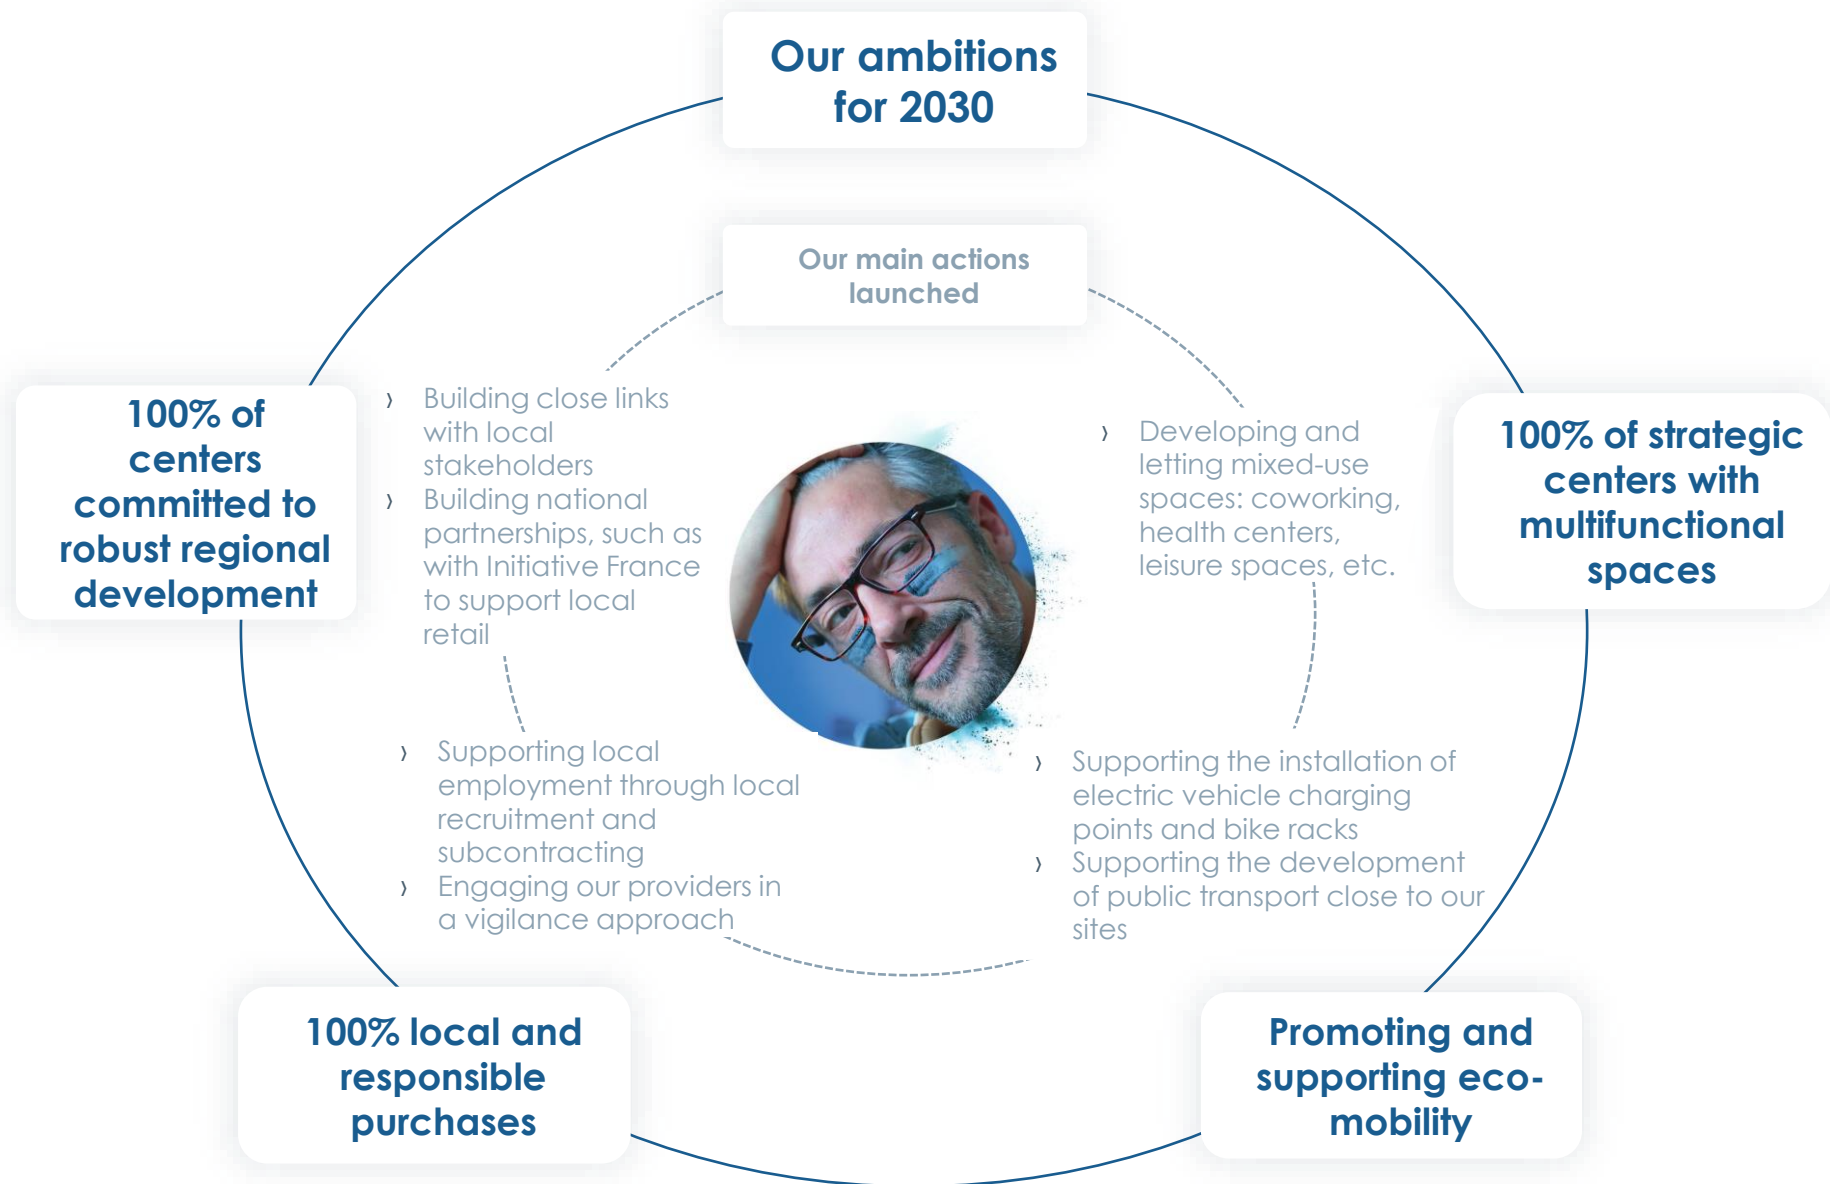 Our ambitions
for 2030
Our main actions
launched
100% of
centers
committed to
robust regional
development
› Building close links
with local
stakeholders
› Building national
partnerships, such as
with Initiative France
to support local
retail
› Developing and
letting mixed-use
spaces: coworking,
health centers,
leisure spaces, etc.
100% of strategic
centers with
multifunctional
spaces
› Supporting local
employment through local
recruitment and
subcontracting
› Engaging our providers in
a vigilance approach
› Supporting the installation of
electric vehicle charging
points and bike racks
› Supporting the development
of public transport close to our
sites
100% local and
responsible
purchases
Promoting and
supporting eco-
mobility